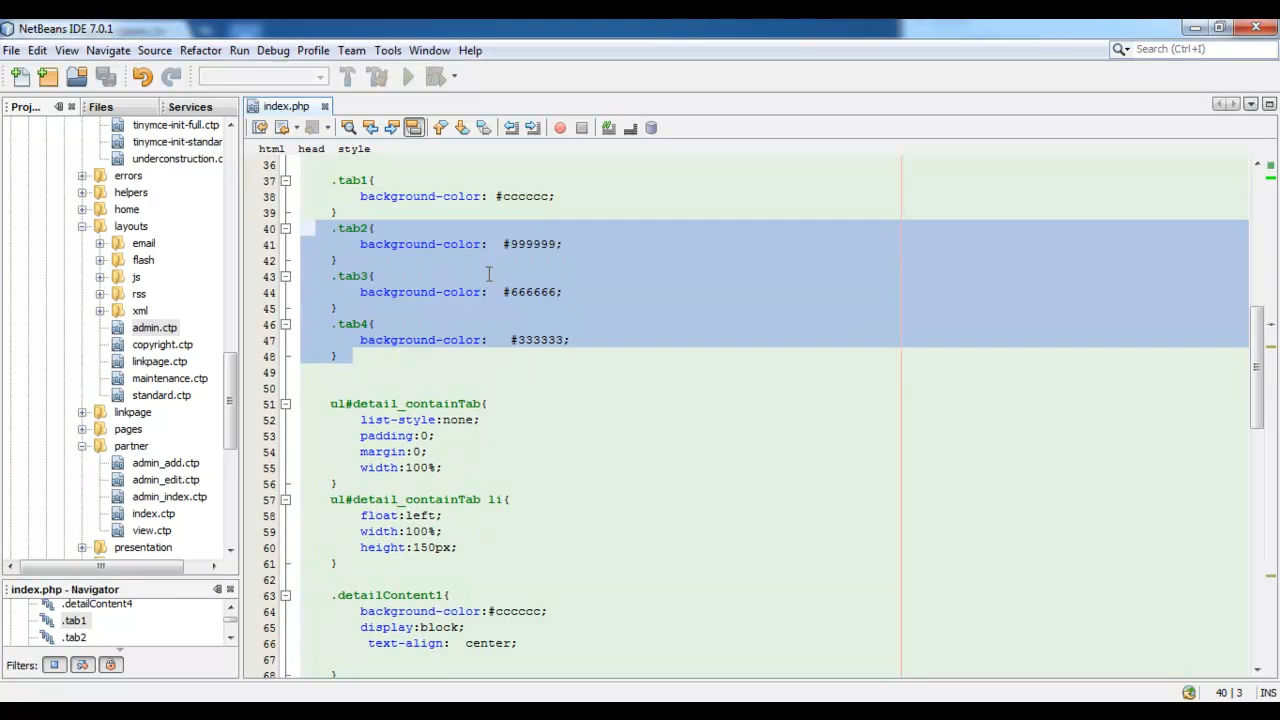 NetBeans IDE 7.0.1
File Edit View Navigate Source Refactor Run Debug Profile Team Tools Window Help
Search (Ctrl+I)
Proj... Files Services
index.php
html head style
tinymce-init-full.ctp
tinymce-init-standar
underconstruction.c
errors
helpers
home
layouts
email
flash
js
rss
xml
admin.ctp
copyright.ctp
linkpage.ctp
maintenance.ctp
standard.ctp
linkpage
pages
partner
admin_add.ctp
admin_edit.ctp
admin_index.ctp
index.ctp
view.ctp
presentation
index.php - Navigator
.detailContent4
.tab1
.tab2
Filters:
36
37 .tab1{
38 background-color: #cccccc;
39 }
40 .tab2{
41 background-color: #999999;
42 }
43 .tab3{
44 background-color: #666666;
45 }
46 .tab4{
47 background-color: #333333;
48 }
49
50
51 ul#detail_containTab{
52 list-style:none;
53 padding:0;
54 margin:0;
55 width:100%;
56 }
57 ul#detail_containTab li{
58 float:left;
59 width:100%;
60 height:150px;
61 }
62
63 .detailContent1{
64 background-color:#cccccc;
65 display:block;
66 text-align: center;
67
68 }
40 | 3 INS